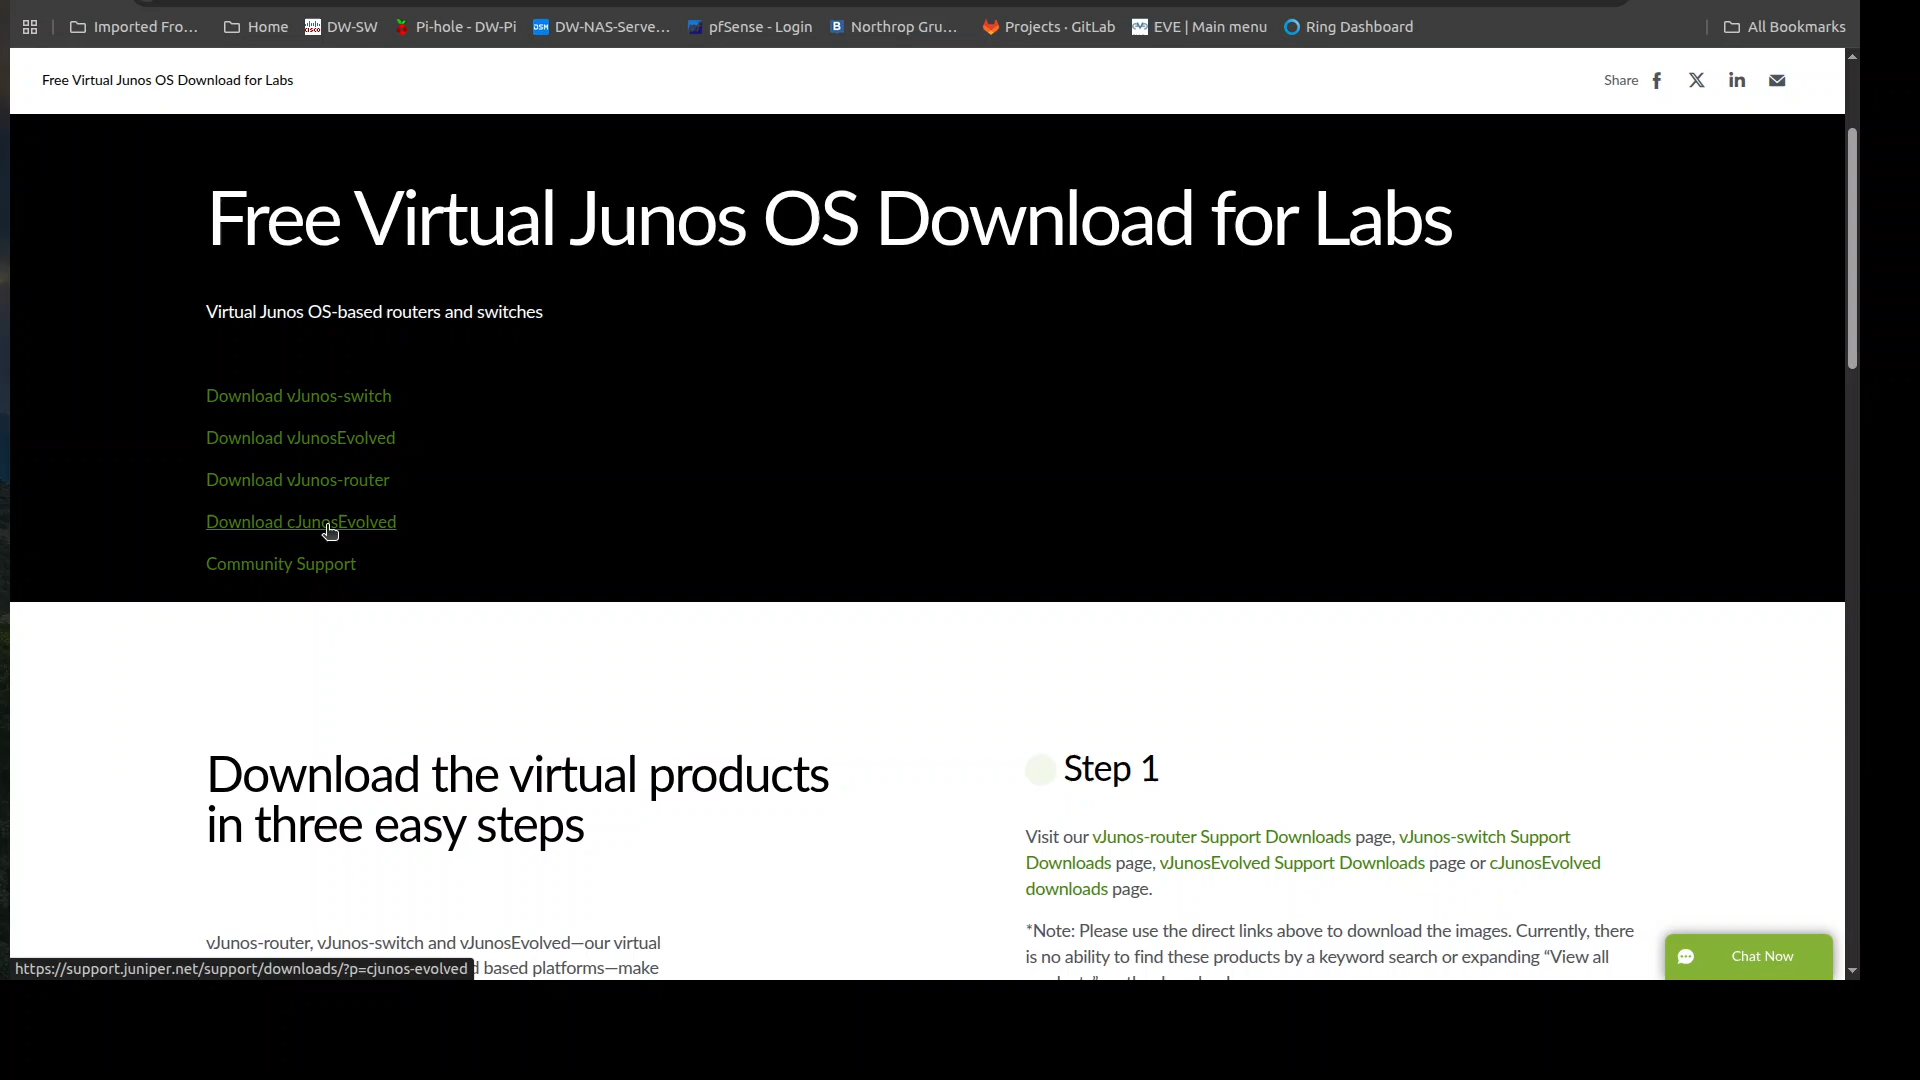 Imported Fro...
Home
DW-SW
Pi-hole - DW-Pi
DW-NAS-Serve...
pfSense - Login
Northrop Gru...
Projects · GitLab
EVE | Main menu
Ring Dashboard
All Bookmarks
Free Virtual Junos OS Download for Labs
Share
Free Virtual Junos OS Download for Labs
Virtual Junos OS-based routers and switches
Download vJunos-switch
Download vJunosEvolved
Download vJunos-router
Download cJunosEvolved
Community Support
Download the virtual products
in three easy steps
vJunos-router, vJunos-switch and vJunosEvolved—our virtual
d based platforms—make
Step 1
Visit our vJunos-router Support Downloads page, vJunos-switch Support
Downloads page, vJunosEvolved Support Downloads page or cJunosEvolved
downloads page.
*Note: Please use the direct links above to download the images. Currently, there
is no ability to find these products by a keyword search or expanding “View all
Chat Now
https://support.juniper.net/support/downloads/?p=cjunos-evolved